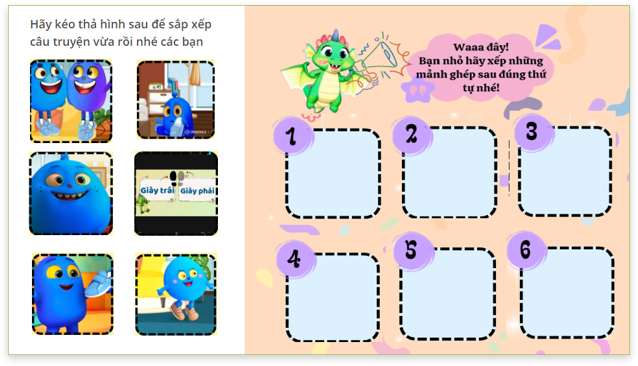 Hãy kéo thả hình sau để sắp xếp
câu truyện vừa rồi nhé các bạn
Giày trái
Giày phải
Waaa đây!
Bạn nhỏ hãy xếp những
mảnh ghép sau đúng thứ
tự nhé!
1
2
3
4
5
6